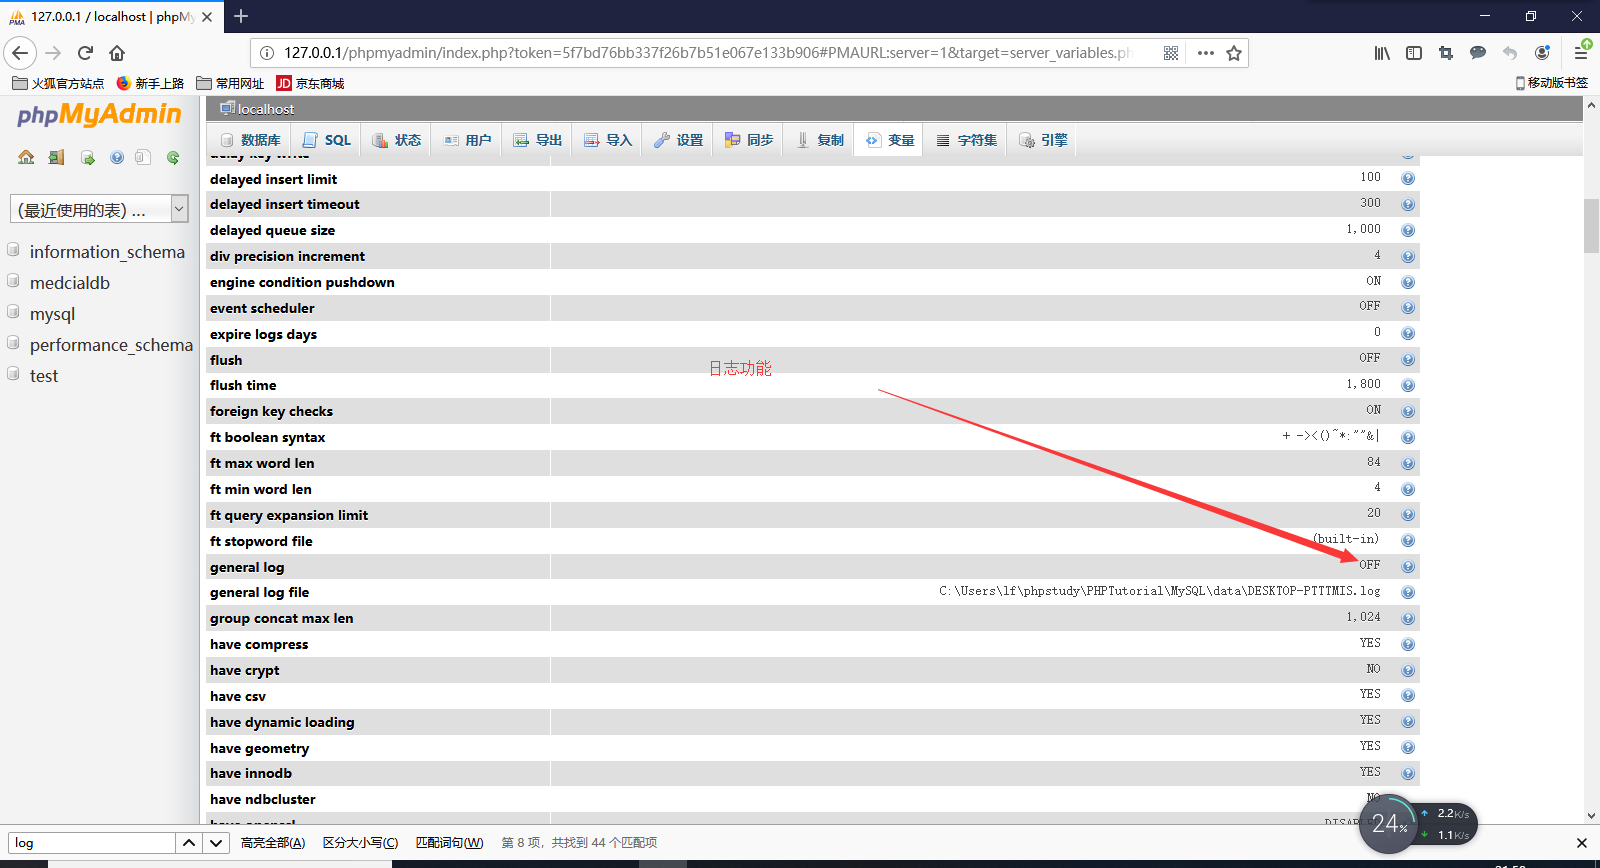 127.0.0.1 / localhost | phpMy
127.0.0.1/phpmyadmin/index.php?token=5f7bd76bb337f26b7b51e067e133b906#PMAURL:server=1&target=server_variables.ph
火狐官方站点 新手上路 常用网址 JD 京东商城 移动版书签
phpMyAdmin
localhost
数据库 SQL 状态 用户 导出 导入 设置 同步 复制 变量 字符集 引擎
(最近使用的表) ...
information_schema
medcialdb
mysql
performance_schema
test
delay key write
delayed insert limit 100
delayed insert timeout 300
delayed queue size 1,000
div precision increment 4
engine condition pushdown ON
event scheduler OFF
expire logs days 0
flush OFF
日志功能
flush time 1,800
foreign key checks ON
ft boolean syntax + -><()~*:""&|
ft max word len 84
ft min word len 4
ft query expansion limit 20
ft stopword file (built-in)
general log OFF
general log file C:\Users\lf\phpstudy\PHPTutorial\MySQL\data\DESKTOP-PTTTMIS.log
group concat max len 1,024
have compress YES
have crypt NO
have csv YES
have dynamic loading YES
have geometry YES
have innodb YES
have ndbcluster NO
24% 2.2K/s
1.1K/s
log 高亮全部(A) 区分大小写(C) 匹配词句(W) 第 8 项，共找到 44 个匹配项